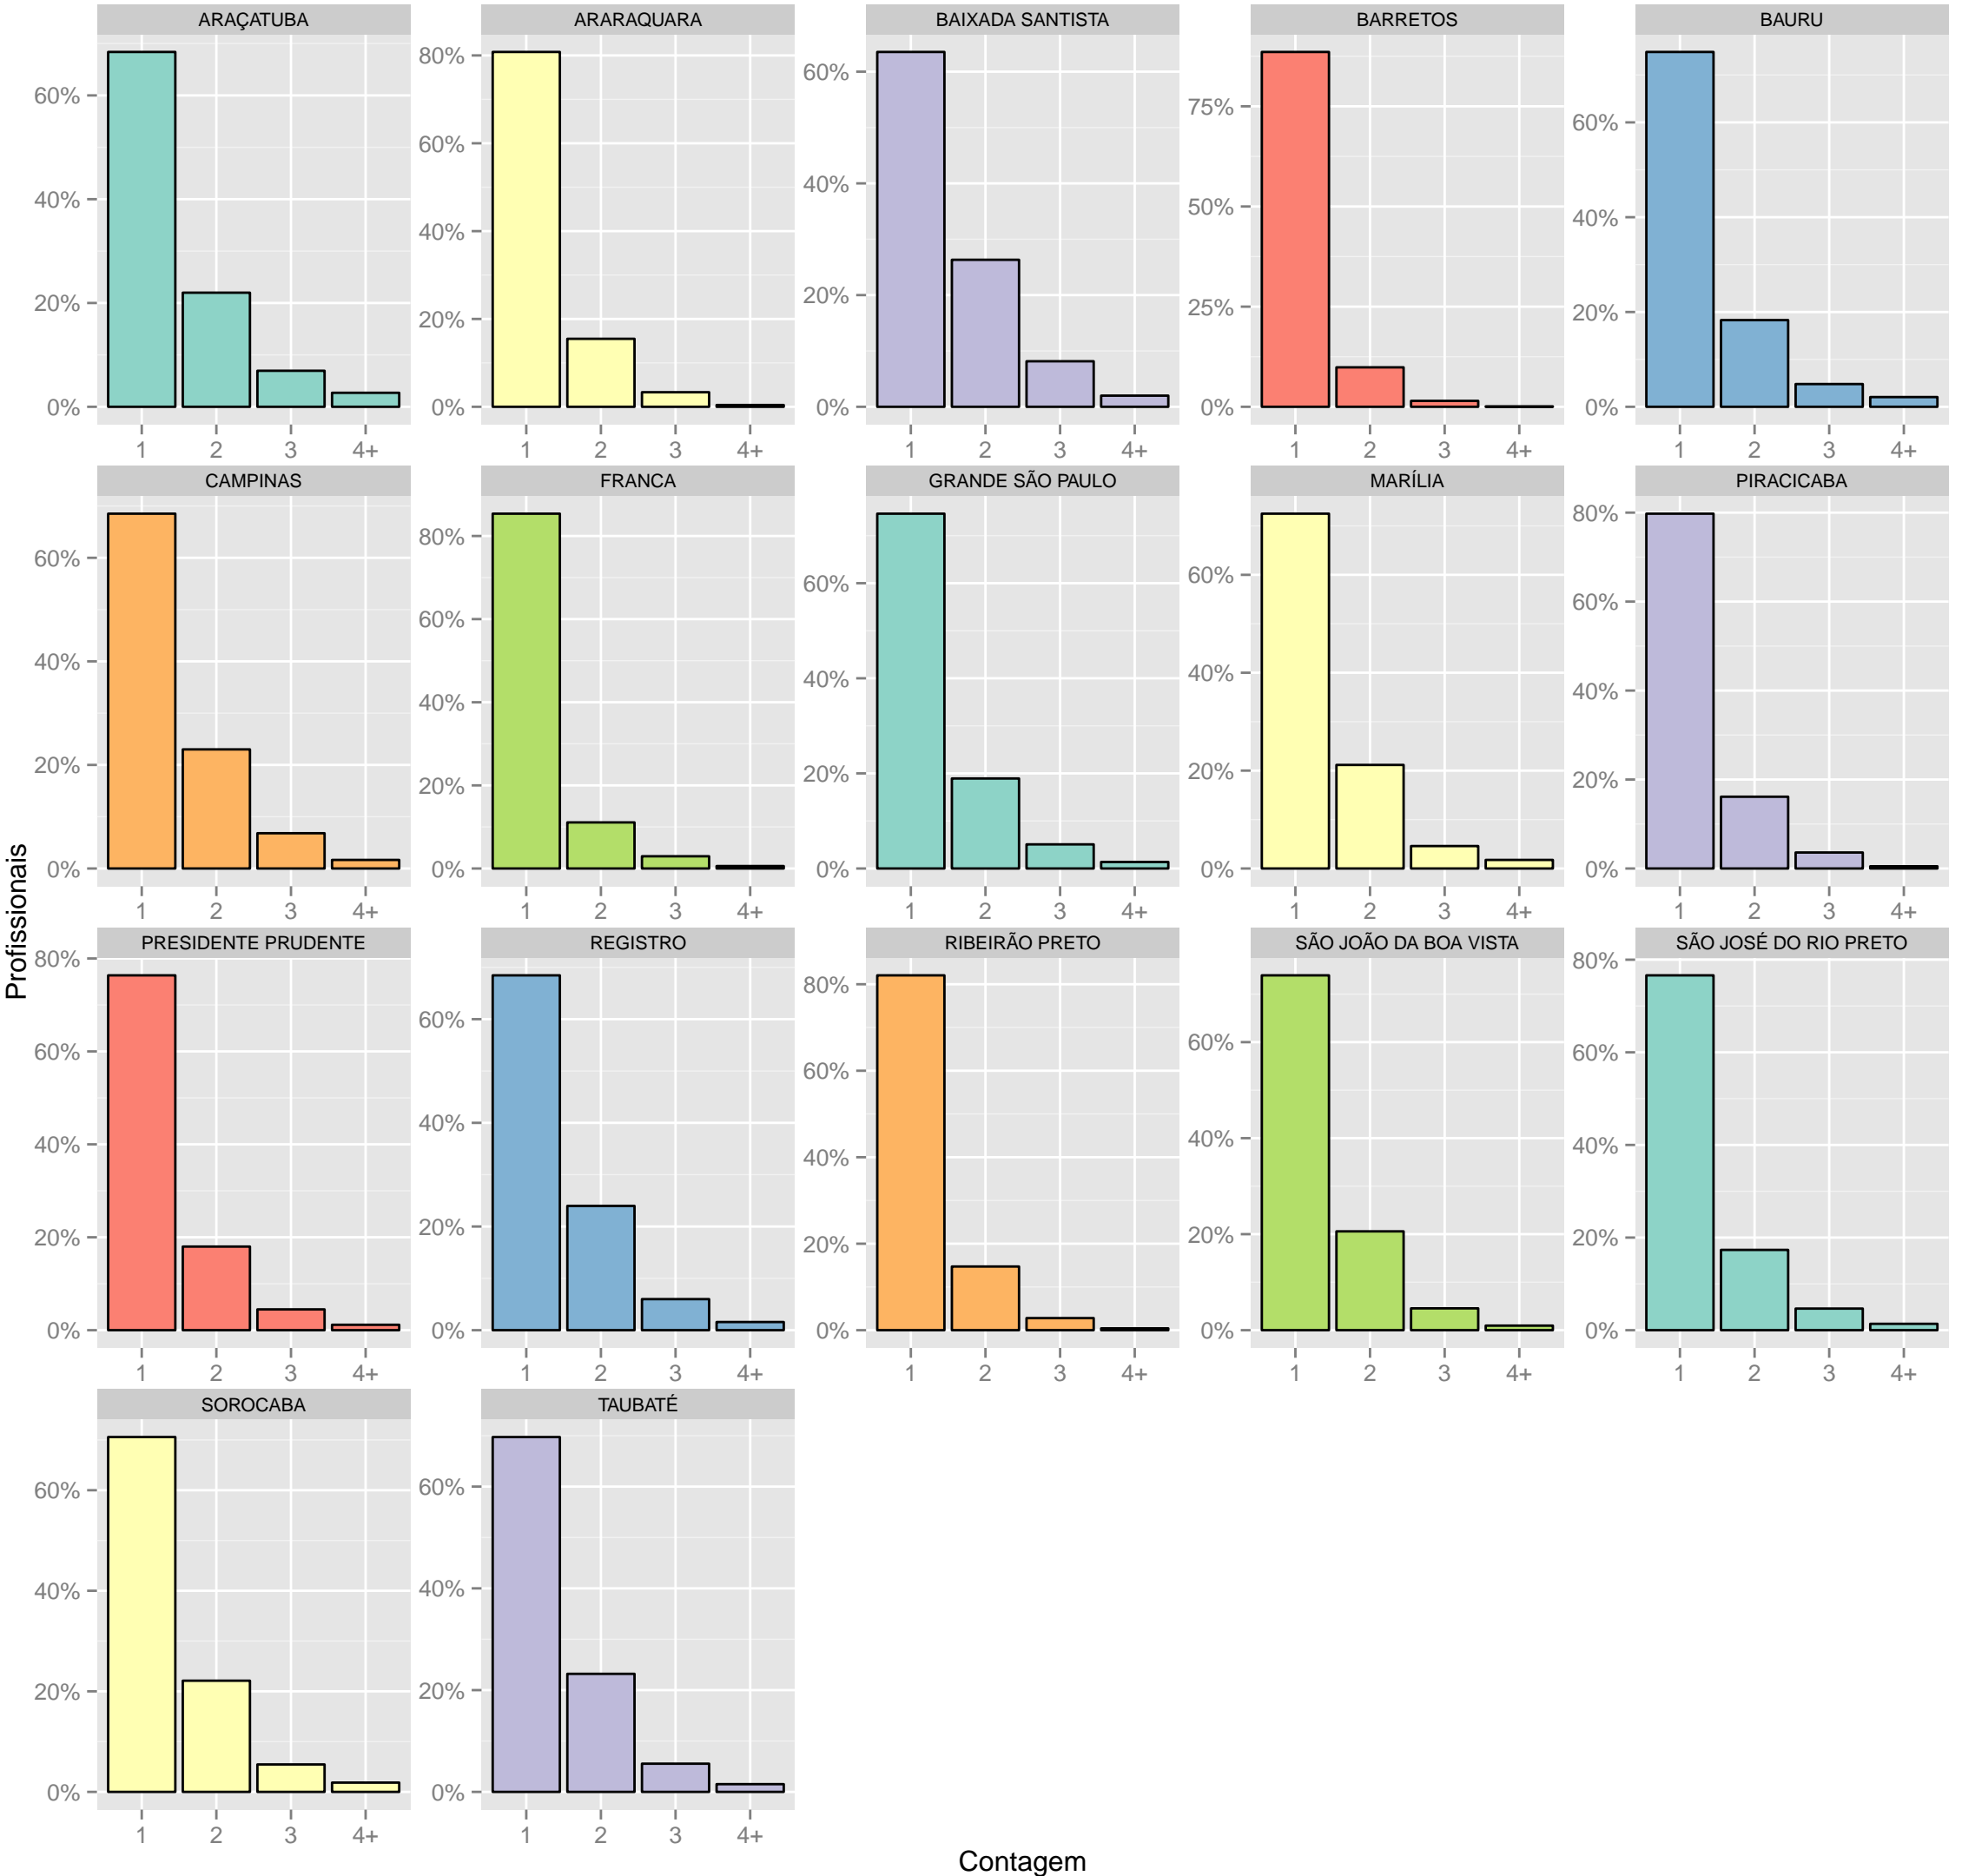 ARAÇATUBA
ARARAQUARA
BAIXADA SANTISTA
BARRETOS
BAURU
60%
40%
20%
0%
80%
60%
40%
20%
0%
60%
40%
20%
0%
75%
50%
25%
0%
60%
40%
20%
0%
1 2 3 4+
1 2 3 4+
1 2 3 4+
1 2 3 4+
1 2 3 4+
CAMPINAS
FRANCA
GRANDE SÃO PAULO
MARÍLIA
PIRACICABA
60%
40%
20%
0%
80%
60%
40%
20%
0%
60%
40%
20%
0%
60%
40%
20%
0%
80%
60%
40%
20%
0%
1 2 3 4+
1 2 3 4+
1 2 3 4+
1 2 3 4+
1 2 3 4+
Profissionais
PRESIDENTE PRUDENTE
REGISTRO
RIBEIRÃO PRETO
SÃO JOÃO DA BOA VISTA
SÃO JOSÉ DO RIO PRETO
80%
60%
40%
20%
0%
60%
40%
20%
0%
80%
60%
40%
20%
0%
60%
40%
20%
0%
80%
60%
40%
20%
0%
1 2 3 4+
1 2 3 4+
1 2 3 4+
1 2 3 4+
1 2 3 4+
SOROCABA
TAUBATÉ
60%
40%
20%
0%
60%
40%
20%
0%
1 2 3 4+
1 2 3 4+
Contagem